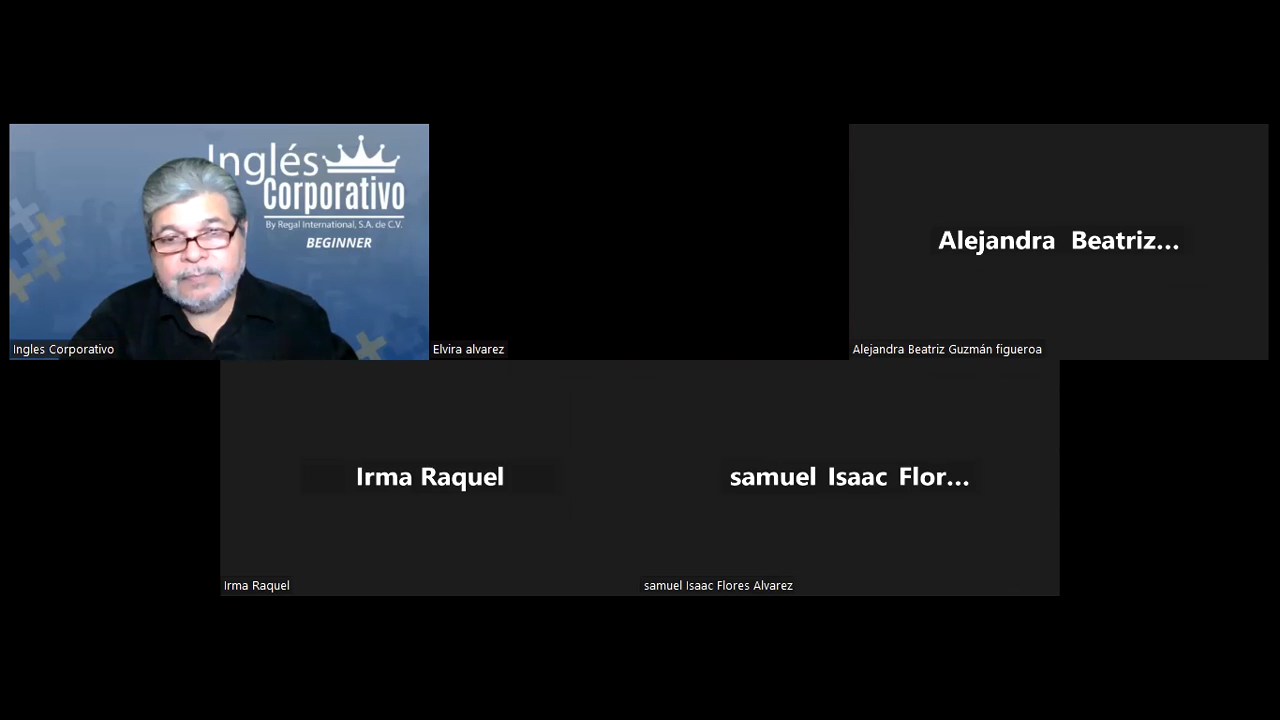 Inglés
Corporativo
By Regal International, S.A. de C.V.
BEGINNER
Ingles Corporativo
Elvira alvarez
Alejandra Beatriz...
Alejandra Beatriz Guzmán figueroa
Irma Raquel
Irma Raquel
samuel Isaac Flor...
samuel Isaac Flores Alvarez